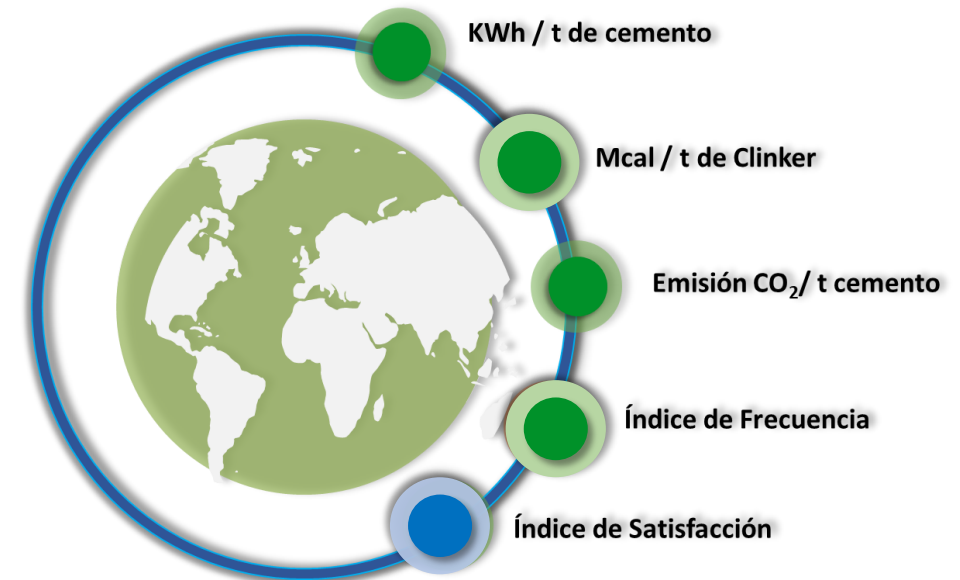 KWh / t de cemento
Mcal / t de Clinker
Emisión CO₂/ t cemento
Índice de Frecuencia
Índice de Satisfacción